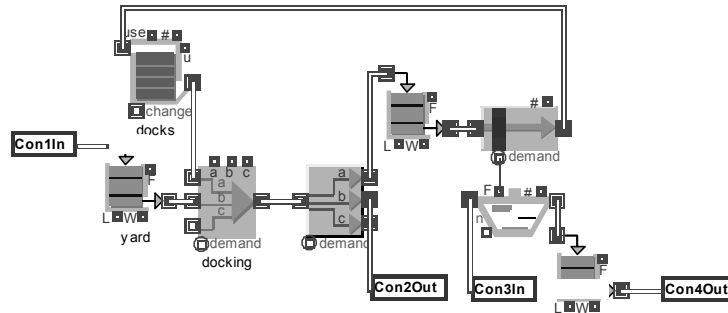 use #
u
change
docks
Con1In
F
L W
yard
a b c
a
b
c
demand
docking
a
b
c
demand
Con2Out
F
L W
#
demand
F #
n
Con3In
F
L W
Con4Out